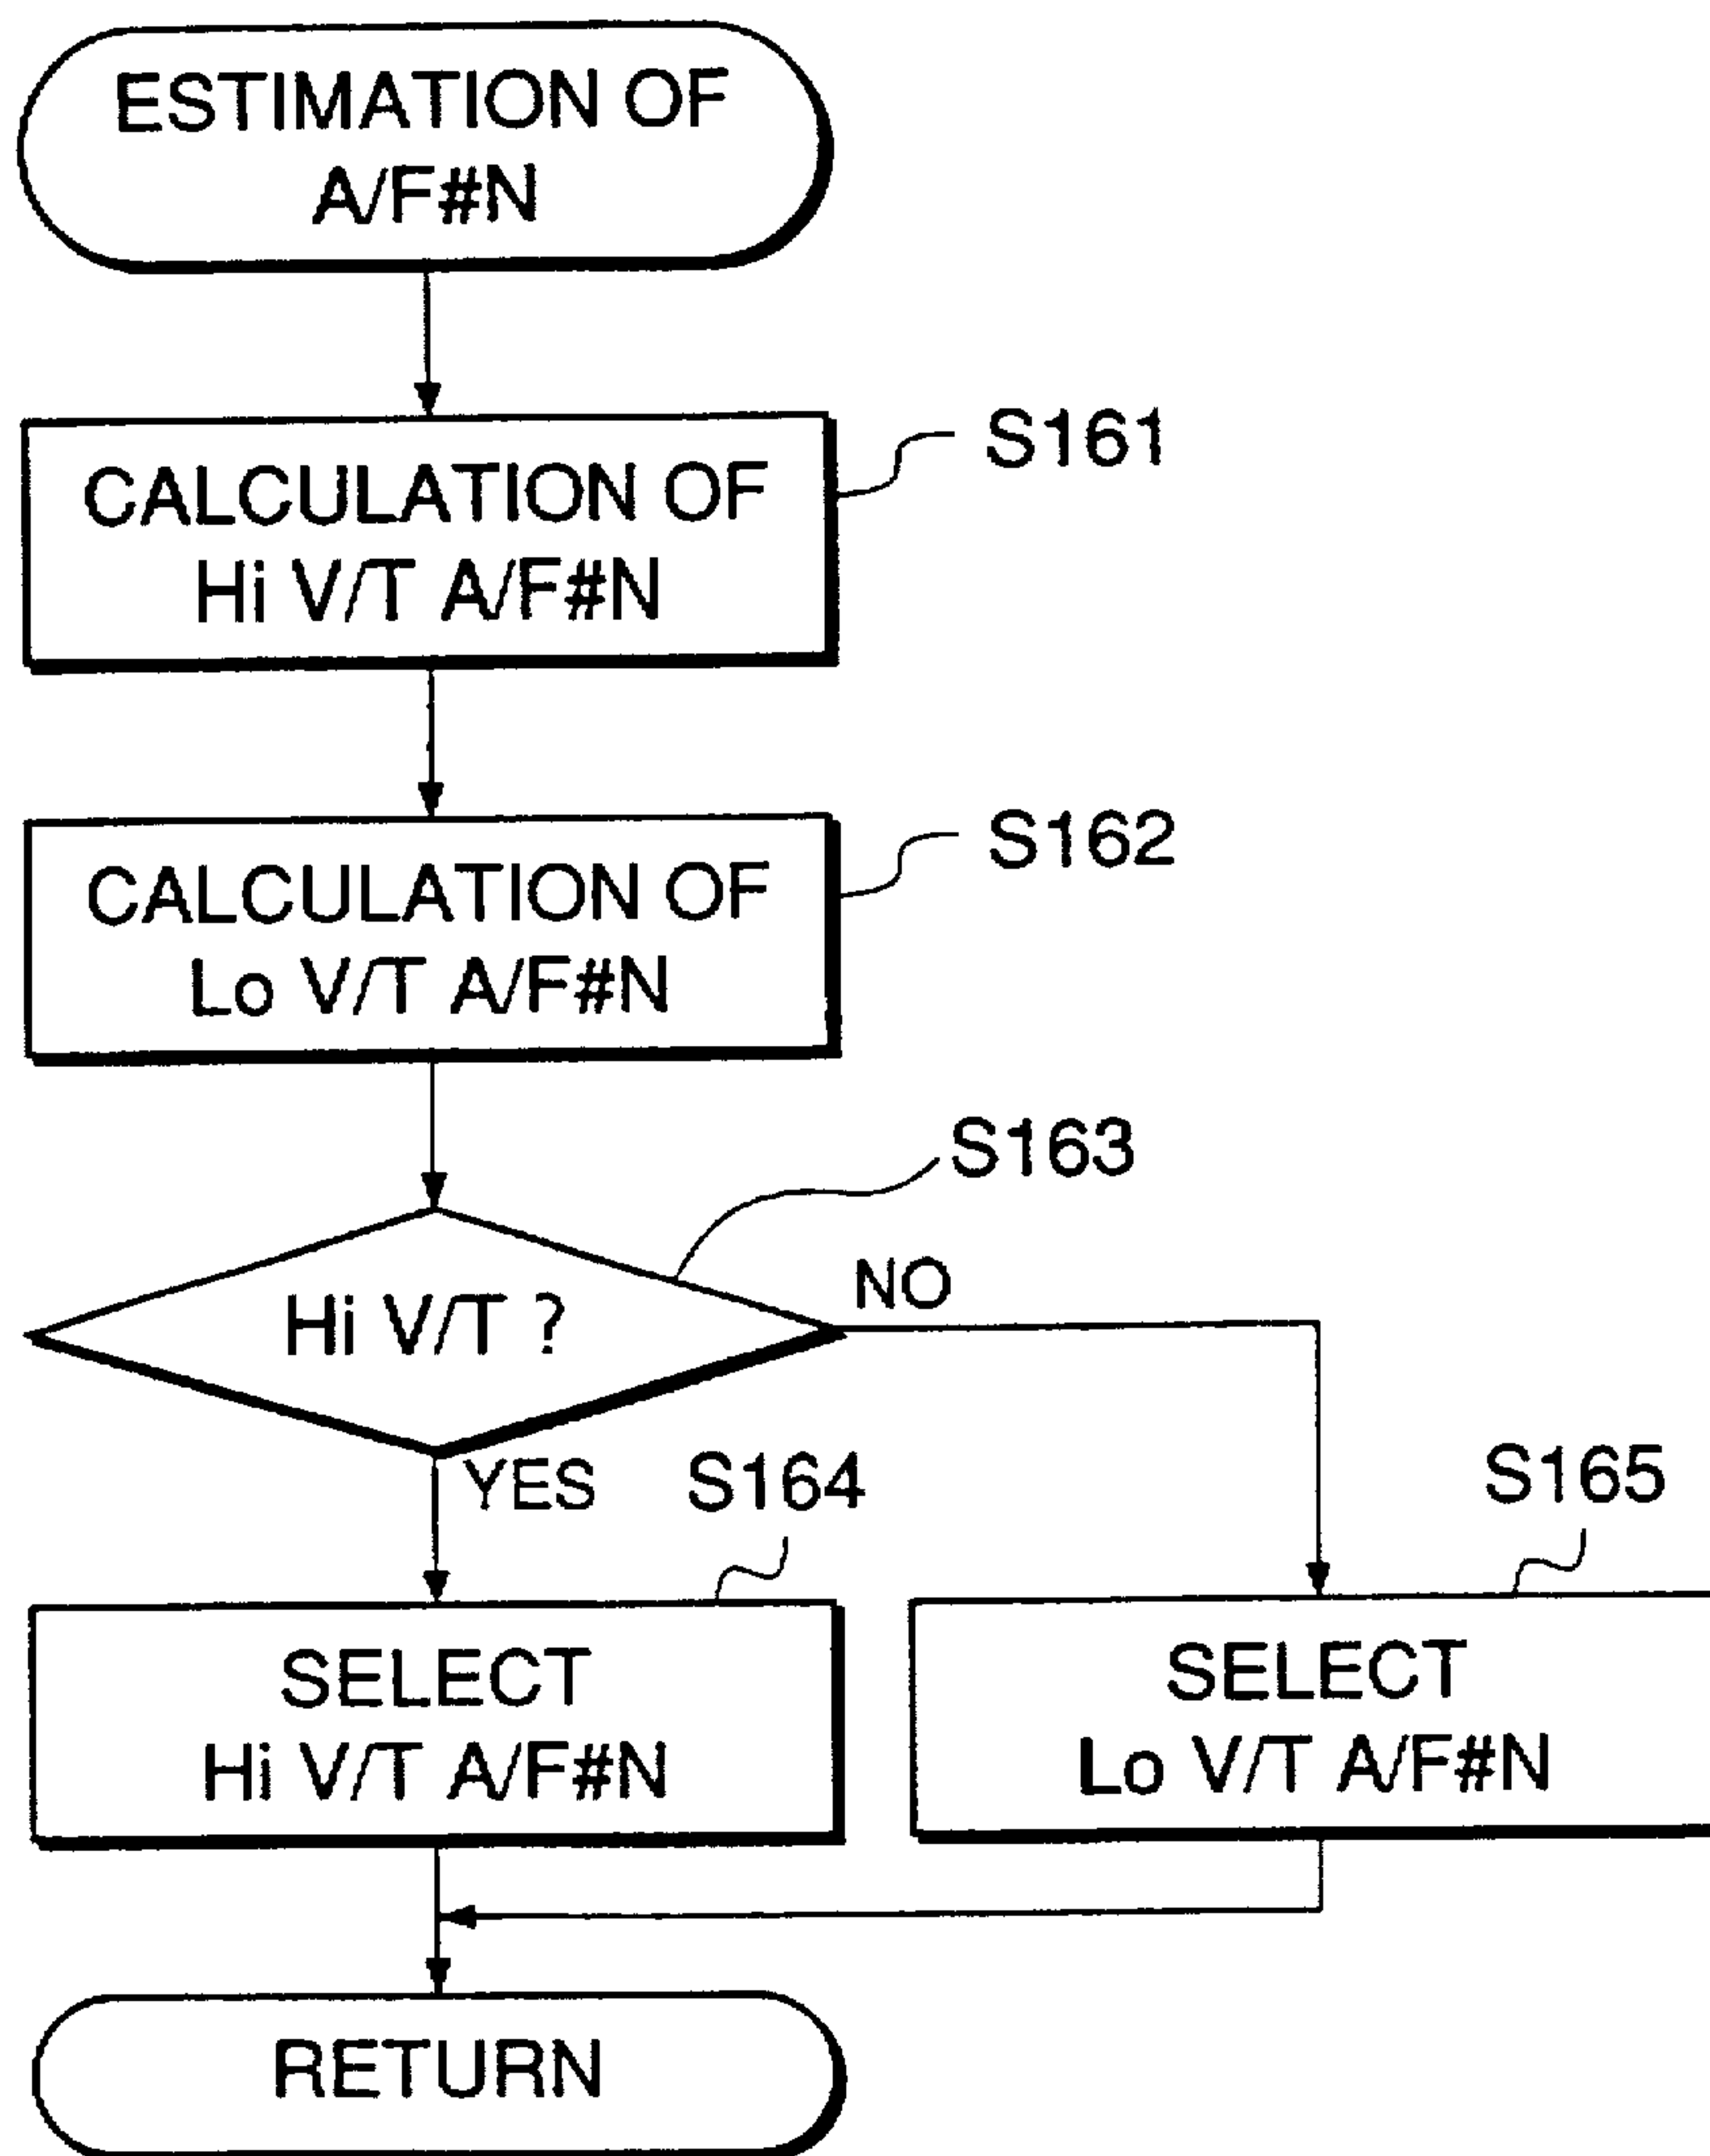 ESTIMATION OF
A/F#N
CALCULATION OF
Hi V/T A/F#N
S161
CALCULATION OF
Lo V/T A/F#N
S162
S163
Hi V/T ?
NO
YES
S164
S165
SELECT
Hi V/T A/F#N
SELECT
Lo V/T A/F#N
RETURN